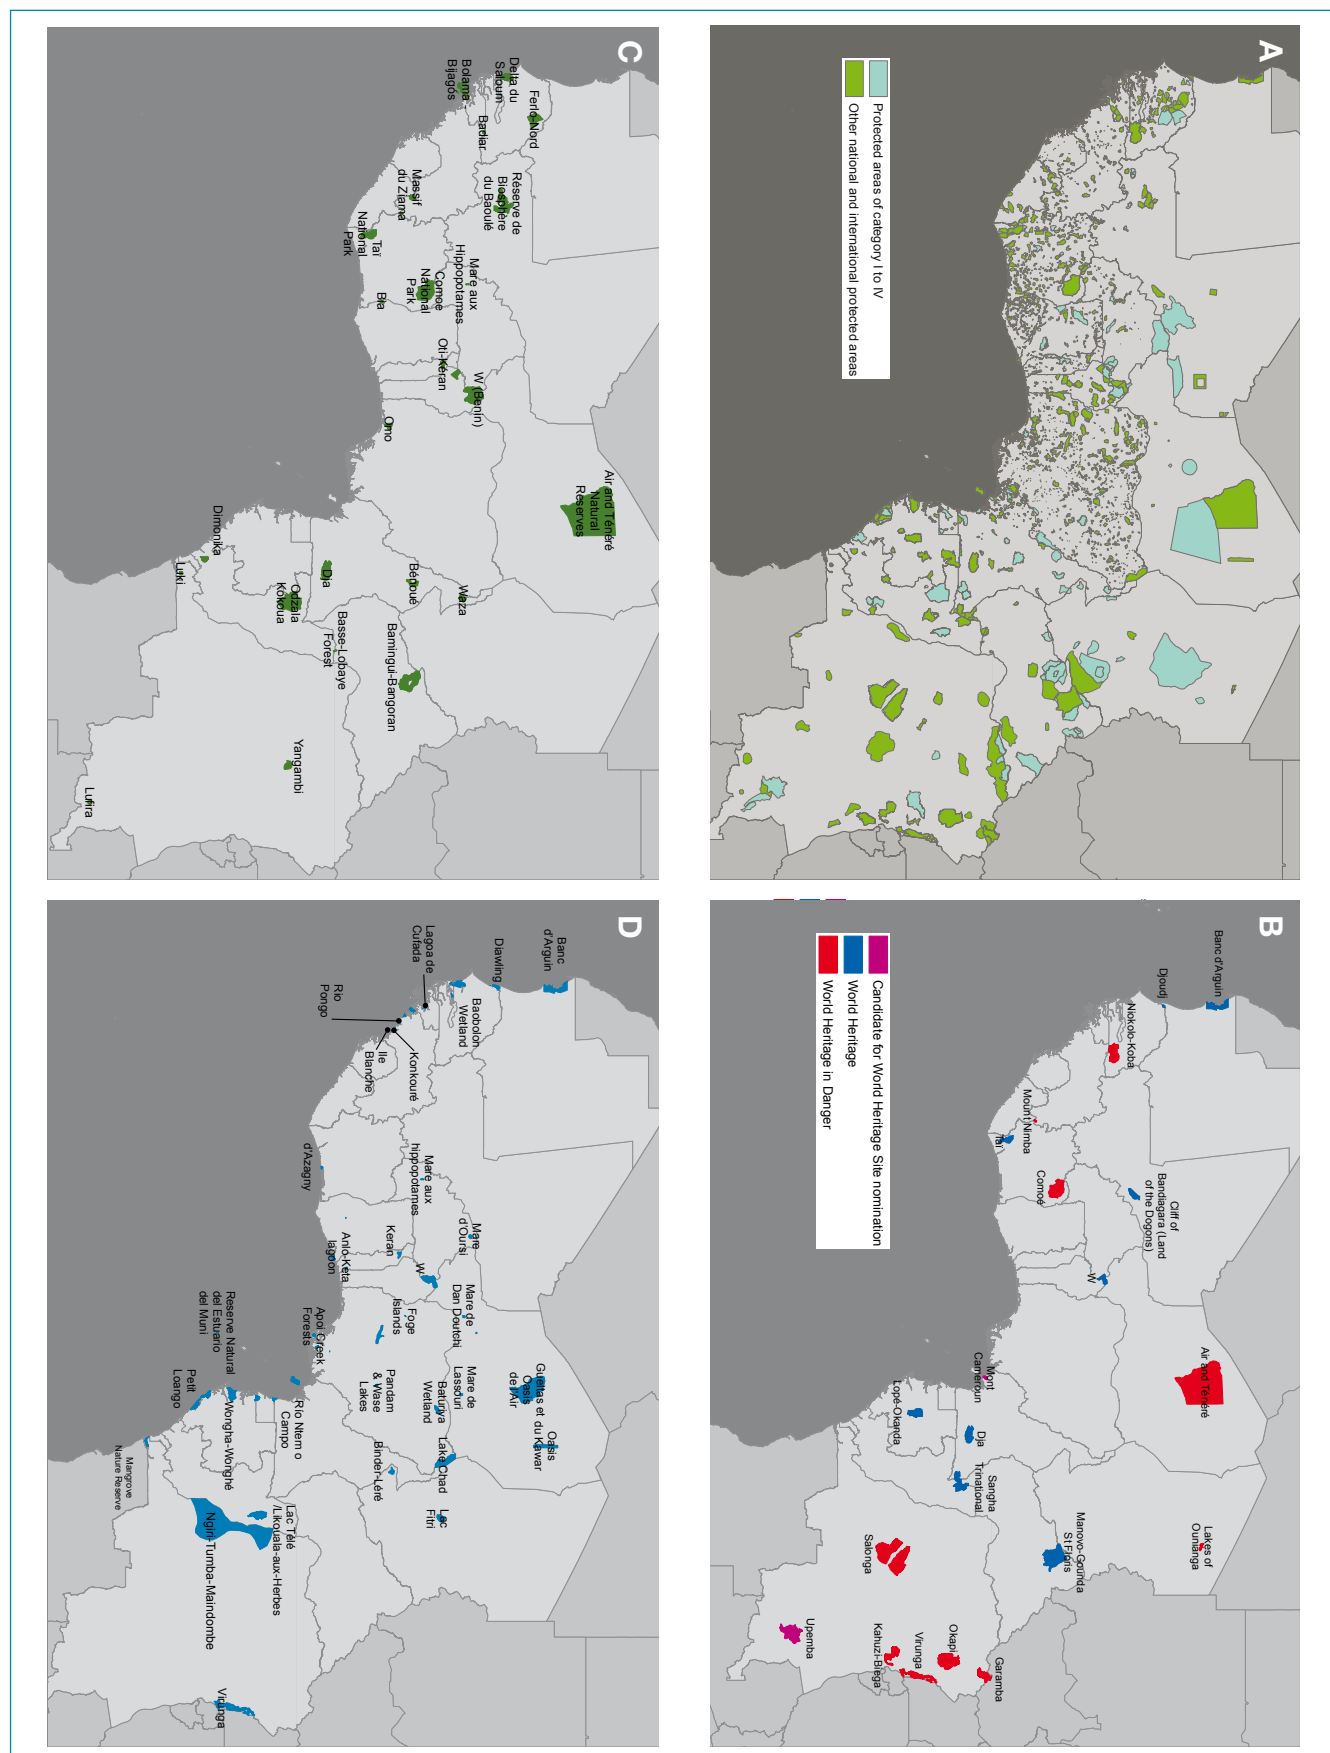 A
Protected areas of category I to IV
Other national and international protected areas
B
Candidate for World Heritage Site nomination
World Heritage
World Heritage in Danger
Banc d'Arguin
Djoudj
Niokolo-Koba
Mount Nimba
Taï
Comoé
Cliff of
Bandiagara (Land
of the Dogons)
W
Aïr and Ténéré
Mont
Cameroun
Lopé-Okanda
Dja
Sangha
Trinational
Manovo-Gounda
St Floris
Lakes of
Ounianga
Salonga
Upemba
Kahuzi-Biega
Virunga
Okapi
Garamba
C
Delta du
Saloum
Bolama
Bijagós
Ferlo-Nord
Badiar
Réserve de
Biosphère
du Baoulé
Massif
du Ziama
Taï
National
Park
Mare aux
Hippopotames
Comoe
National
Park
Bia
Oti-Kéran
W (Benin)
Omo
Aïr and Ténéré
Natural
Reserves
Dimonika
Luki
Dja
Odzala
Kokoua
Bénoué
Waza
Basse-Lobaye
Forest
Bamingui-Bangoran
Yangambi
Lufira
D
Banc
d'Arguin
Diawling
Lagoa de
Cufada
Baobolon
Wetland
Rio
Pongo
Konkouré
Ile
Blanche
d'Azagny
Mare aux
hippopotames
Mare
d'Oursi
Keran
Anlo-Keta
lagoon
W
Mare de
Dan Doutchi
Foge
Islands
Apoi Creek
Forests
Gueltas et
Oasis
de l'Aïr
Oasis
du Kawar
Mare de
Lassouri
Baturiya
Wetland
Pandam
& Wase
Lakes
Lake Chad
Binder-Léré
Lac
Fitri
Reserve Natural
del Estuario
del Muni
Río Ntem o
Campo
Petit
Loango
Wongha-Wonghé
Mangrove
Nature Reserve
Lac Télé
/Likouala-aux-Herbes
Ngiri-Tumba-Maindombe
Virunga